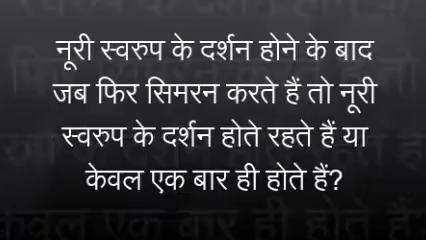 नूरी स्वरुप के दर्शन होने के बाद
जब फिर सिमरन करते हैं तो नूरी
स्वरुप के दर्शन होते रहते हैं या
केवल एक बार ही होते हैं?